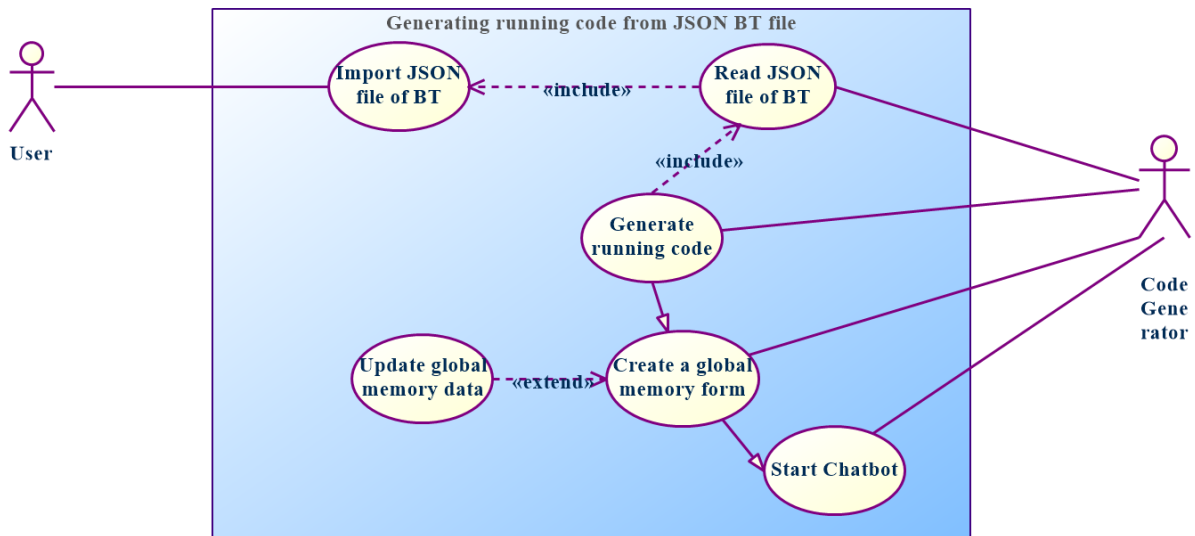 Generating running code from JSON BT file
Import JSON
file of BT
«include»
Read JSON
file of BT
User
«include»
Generate
running code
Code
Gene
rator
Update global
memory data
«extend»
Create a global
memory form
Start Chatbot